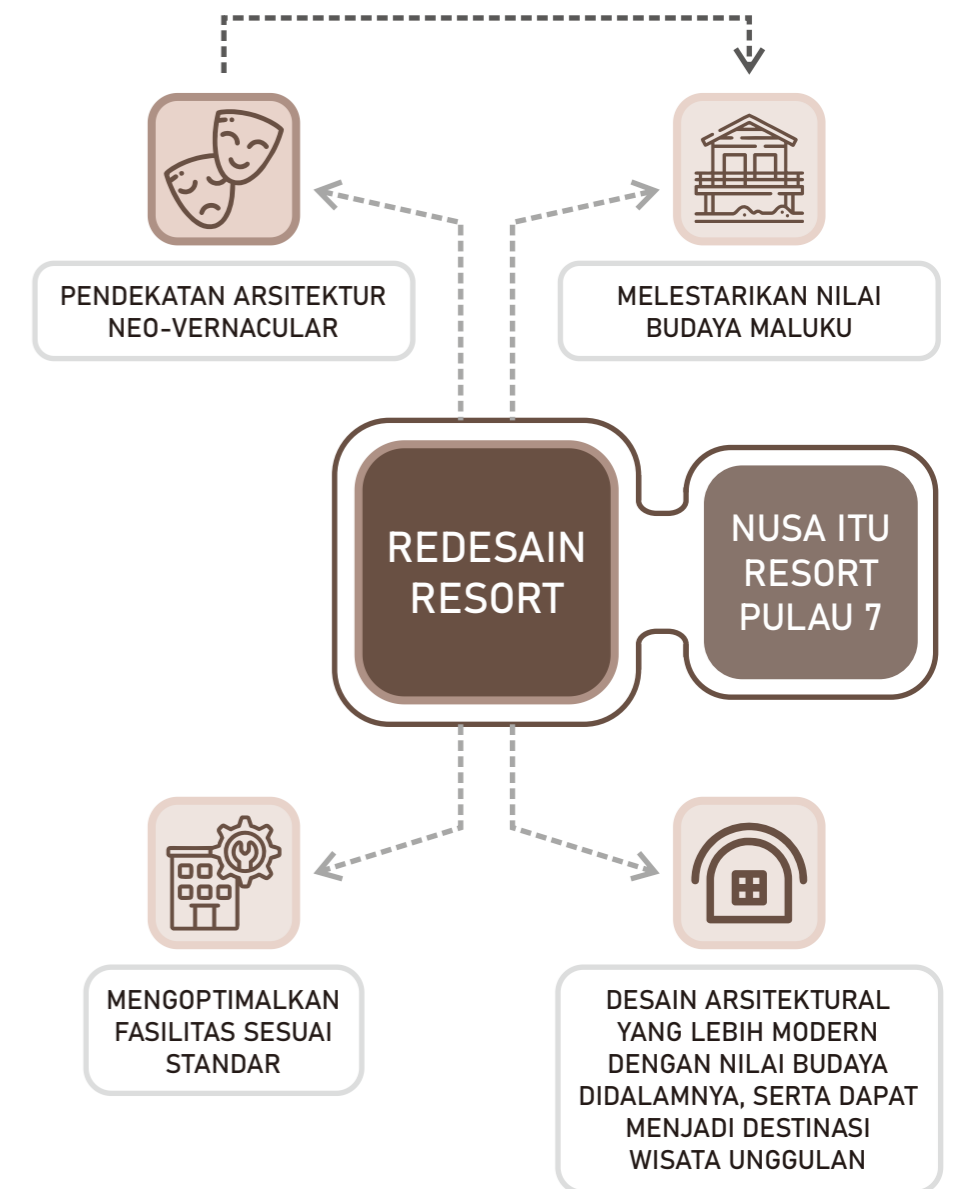 PENDEKATAN ARSITEKTUR
NEO-VERNACULAR
MELESTARIKAN NILAI
BUDAYA MALUKU
REDESAIN
RESORT
NUSA ITU
RESORT
PULAU 7
MENGOPTIMALKAN
FASILITAS SESUAI
STANDAR
DESAIN ARSITEKTURAL
YANG LEBIH MODERN
DENGAN NILAI BUDAYA
DIDALAMNYA, SERTA DAPAT
MENJADI DESTINASI
WISATA UNGGULAN